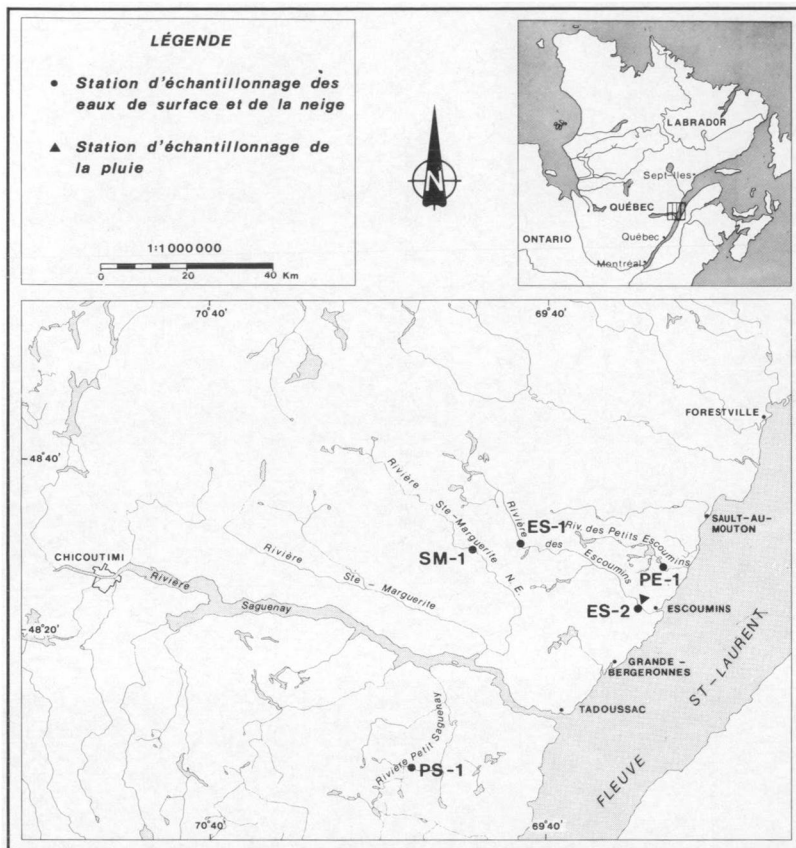 LÉGENDE
Station d'échantillonnage des
eaux de surface et de la neige
Station d'échantillonnage de
la pluie
1:1 000 000
0 20 40 Km
N
LABRADOR
Sept-Iles
QUÉBEC
ONTARIO
Québec
Montréal
70°40'
69°40'
FORESTVILLE
48°40'
Rivière
Ste-Marguerite
N.E.
Rivière
des
Escoumins
ES-1
Riv. des Petits Escoumins
SAULT-AU-
MOUTON
SM-1
PE-1
CHICOUTIMI
Rivière
Saguenay
Rivière
Ste-Marguerite
ES-2
ESCOUMINS
48°20'
GRANDE-
BERGERONNES
TADOUSSAC
FLEUVE
ST-LAURENT
Rivière Petit Saguenay
PS-1
70°40'
69°40'